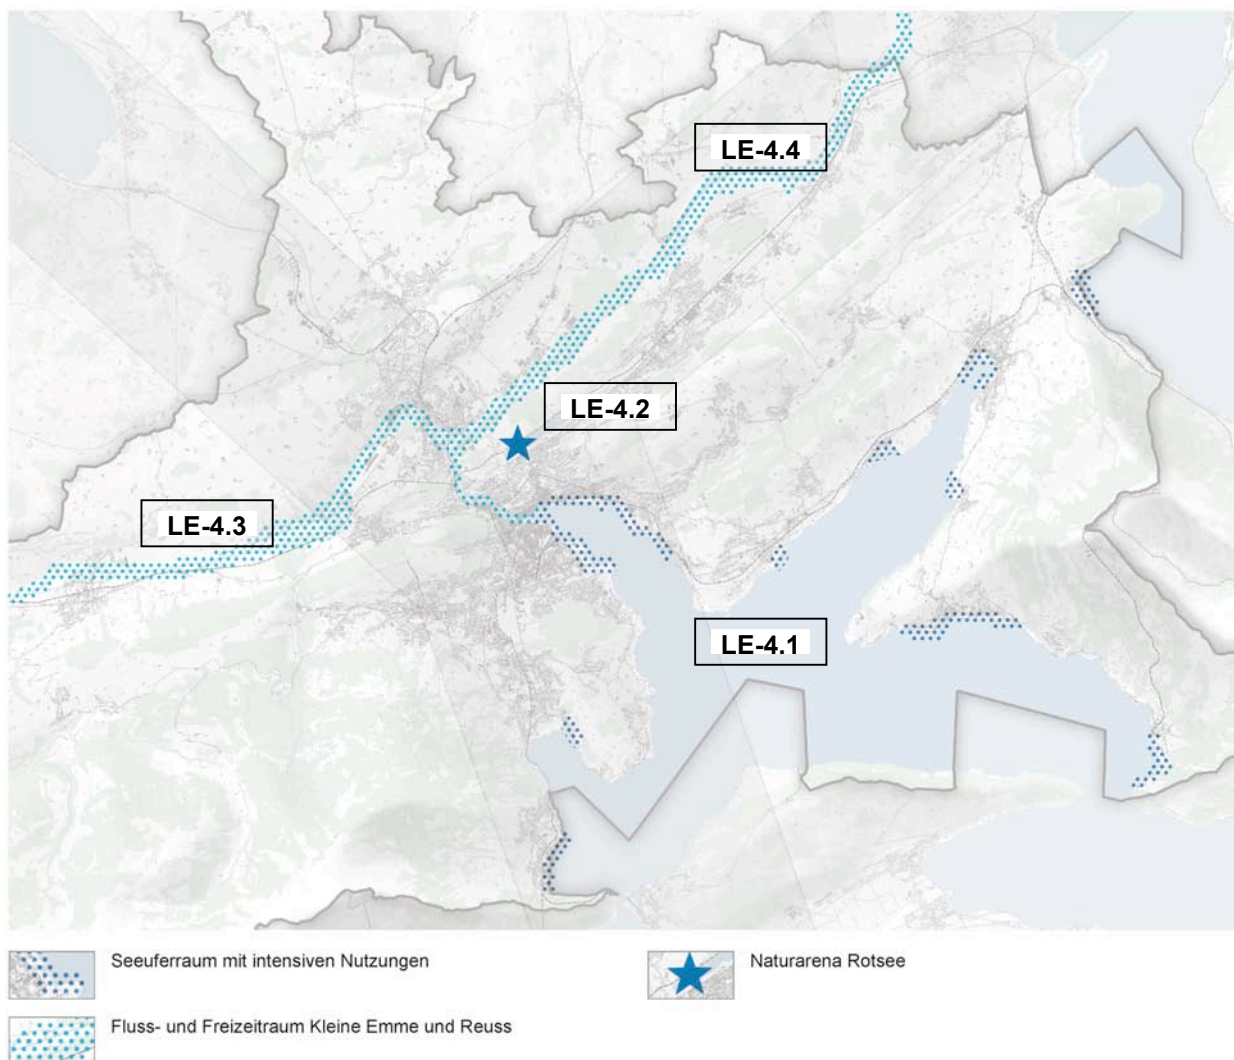 LE-4.4
LE-4.2
LE-4.3
LE-4.1
Seeuferraum mit intensiven Nutzungen
Naturarena Rotsee
Fluss- und Freizeitraum Kleine Emme und Reuss